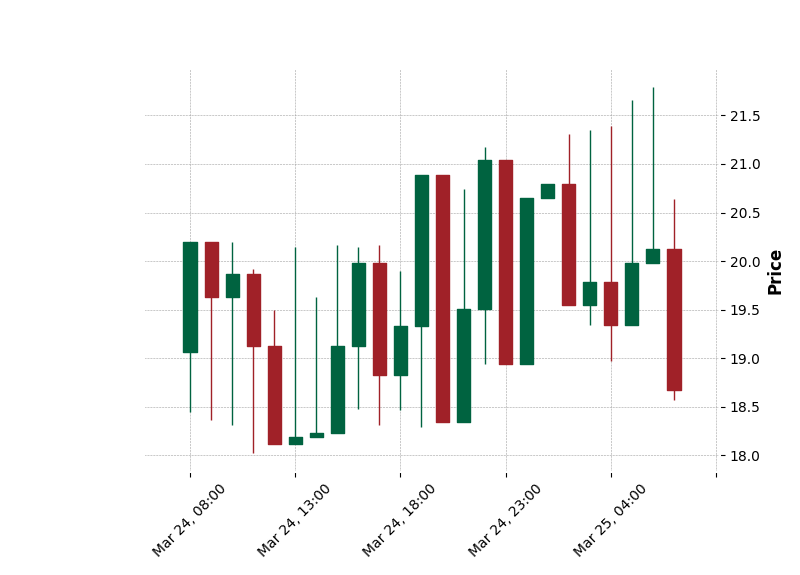 21.5
21.0
20.5
20.0
19.5
19.0
18.5
18.0
Price
Mar 24, 08:00
Mar 24, 13:00
Mar 24, 18:00
Mar 24, 23:00
Mar 25, 04:00